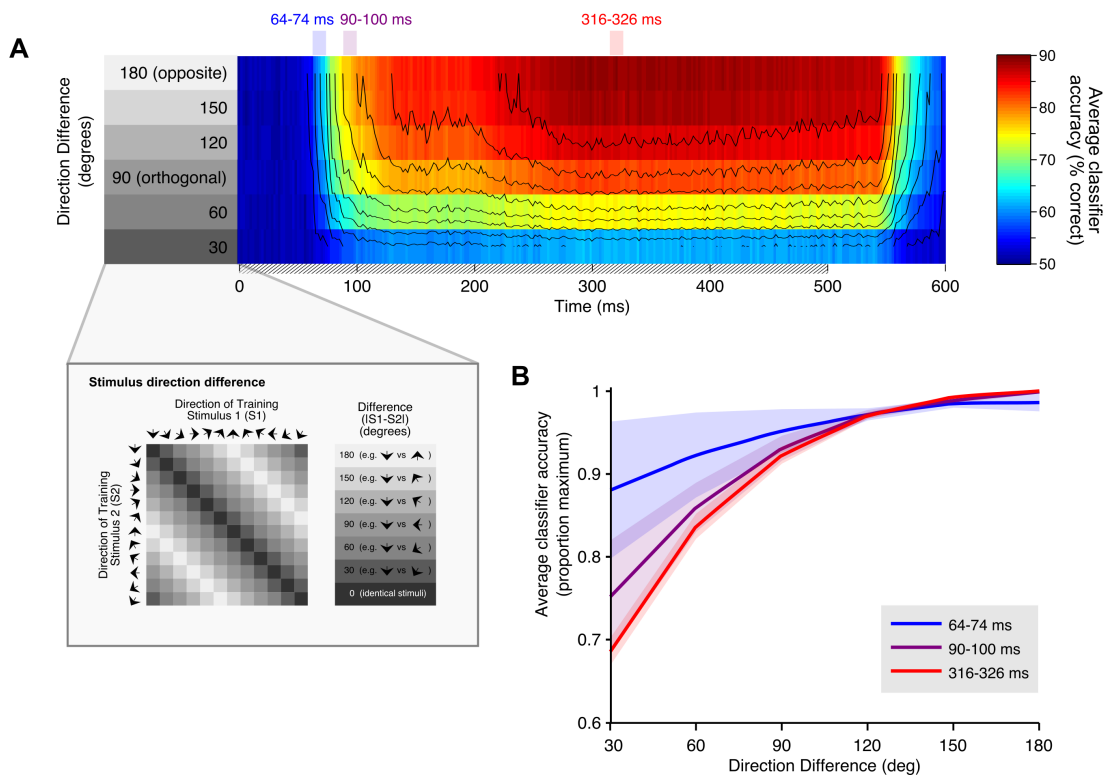 64-74 ms 90-100 ms 316-326 ms
A
Direction Difference
(degrees)
180 (opposite)
150
120
90 (orthogonal)
60
30
0 100 200 300 400 500 600
Time (ms)
90
80
70
60
50
Average classifier
accuracy (% correct)
Stimulus direction difference
Direction of Training
Stimulus 1 (S1)
Direction of Training
Stimulus 2 (S2)
Difference
(|S1-S2|)
(degrees)
180 (e.g. vs )
150 (e.g. vs )
120 (e.g. vs )
90 (e.g. vs )
60 (e.g. vs )
30 (e.g. vs )
0 (identical stimuli)
B
Average classifier accuracy
(proportion maximum)
1
0.9
0.8
0.7
0.6
64-74 ms
90-100 ms
316-326 ms
30 60 90 120 150 180
Direction Difference (deg)